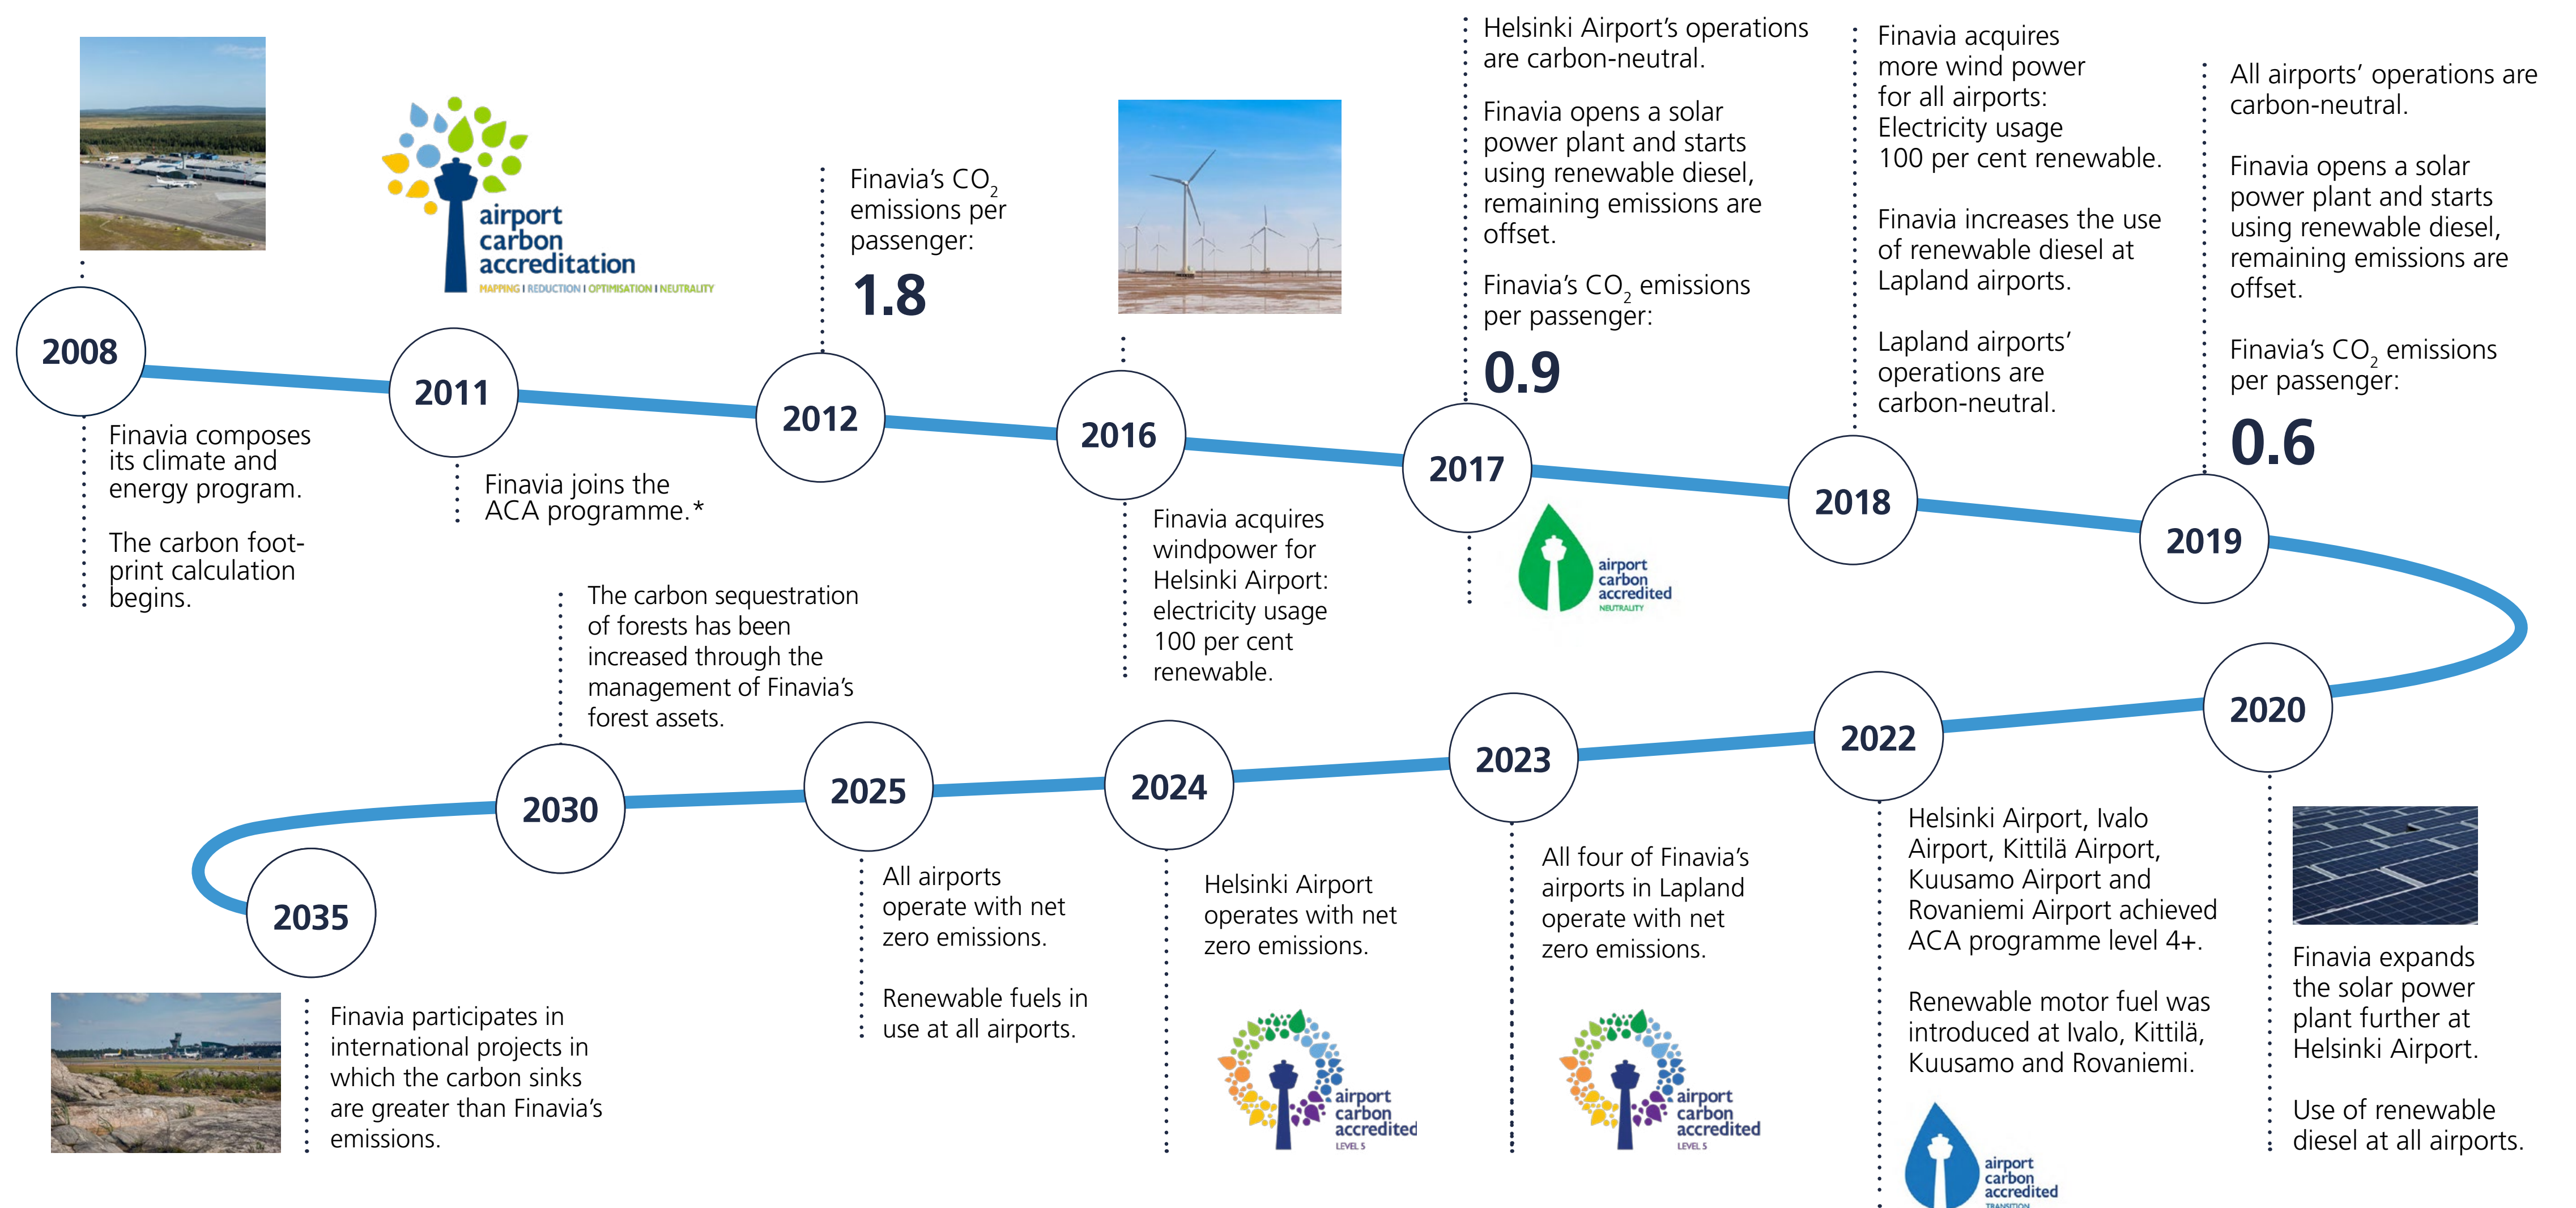 2008
Finavia composes
its climate and
energy program.
The carbon foot-
print calculation
begins.
airport
carbon
accreditation
MAPPING I REDUCTION I OPTIMISATION I NEUTRALITY
2011
Finavia joins the
ACA programme.*
Finavia’s CO2
emissions per
passenger:
1.8
2012
2016
Finavia acquires
windpower for
Helsinki Airport:
electricity usage
100 per cent
renewable.
Helsinki Airport’s operations
are carbon-neutral.
Finavia opens a solar
power plant and starts
using renewable diesel,
remaining emissions are
offset.
Finavia’s CO2 emissions
per passenger:
0.9
2017
airport
carbon
accredited
NEUTRALITY
Finavia acquires
more wind power
for all airports:
Electricity usage
100 per cent renewable.
Finavia increases the use
of renewable diesel at
Lapland airports.
Lapland airports’
operations are
carbon-neutral.
2018
All airports’ operations are
carbon-neutral.
Finavia opens a solar
power plant and starts
using renewable diesel,
remaining emissions are
offset.
Finavia’s CO2 emissions
per passenger:
0.6
2019
2020
Finavia expands
the solar power
plant further at
Helsinki Airport.
Use of renewable
diesel at all airports.
2022
Helsinki Airport, Ivalo
Airport, Kittilä Airport,
Kuusamo Airport and
Rovaniemi Airport achieved
ACA programme level 4+.
Renewable motor fuel was
introduced at Ivalo, Kittilä,
Kuusamo and Rovaniemi.
airport
carbon
accredited
TRANSITION
2023
All four of Finavia’s
airports in Lapland
operate with net
zero emissions.
airport
carbon
accredited
LEVEL 5
2024
Helsinki Airport
operates with net
zero emissions.
airport
carbon
accredited
LEVEL 5
2025
All airports
operate with net
zero emissions.
Renewable fuels in
use at all airports.
The carbon sequestration
of forests has been
increased through the
management of Finavia’s
forest assets.
2030
2035
Finavia participates in
international projects in
which the carbon sinks
are greater than Finavia’s
emissions.